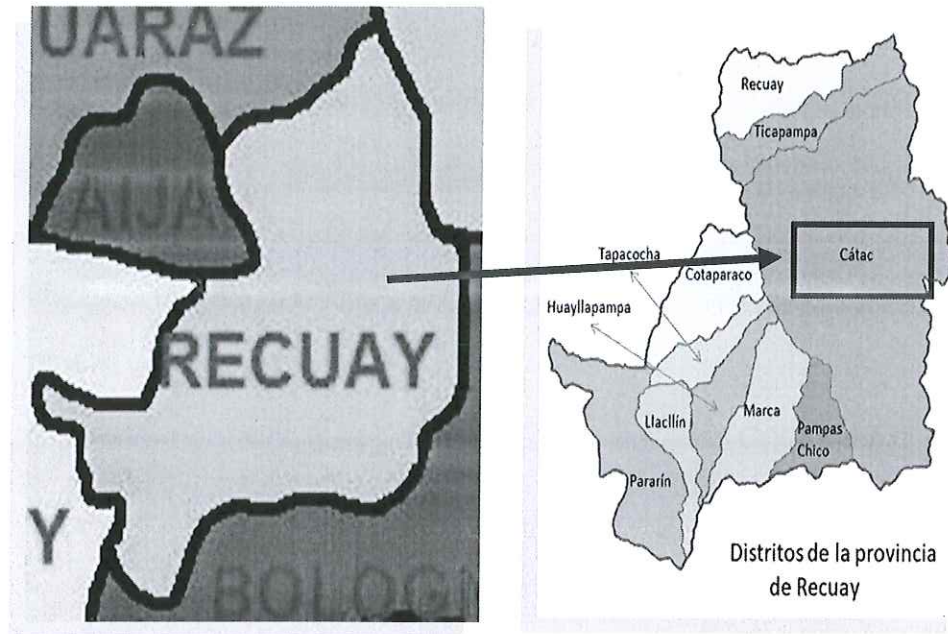 UARAZ
AIJA
RECUAY
Y
BOLOG
Recuay
Ticapampa
Tapacocha
Cotaparaco
Cátac
Huayllapampa
Llacllín
Marca
Pampas
Chico
Pararín
Distritos de la provincia
de Recuay